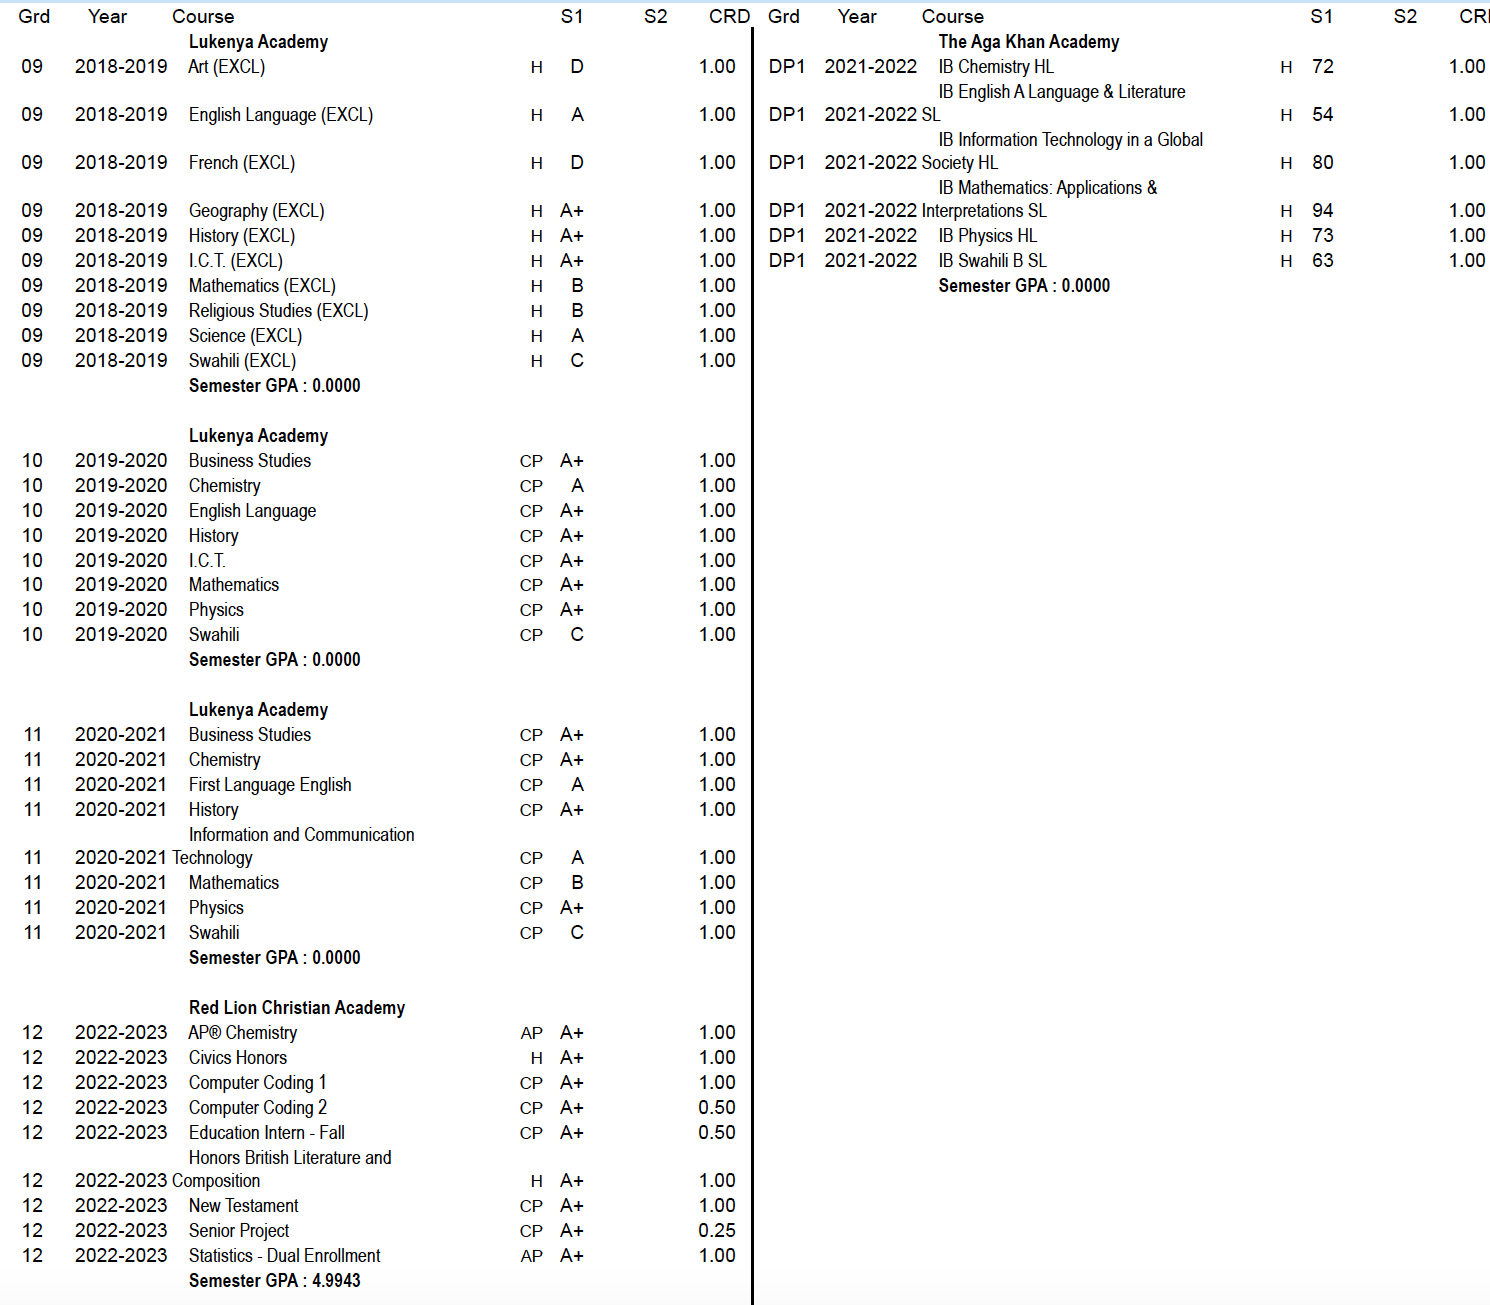 Grd Year Course S1 S2 CRD
Lukenya Academy
09 2018-2019 Art (EXCL) H D 1.00
09 2018-2019 English Language (EXCL) H A 1.00
09 2018-2019 French (EXCL) H D 1.00
09 2018-2019 Geography (EXCL) H A+ 1.00
09 2018-2019 History (EXCL) H A+ 1.00
09 2018-2019 I.C.T. (EXCL) H A+ 1.00
09 2018-2019 Mathematics (EXCL) H B 1.00
09 2018-2019 Religious Studies (EXCL) H B 1.00
09 2018-2019 Science (EXCL) H A 1.00
09 2018-2019 Swahili (EXCL) H C 1.00
Semester GPA : 0.0000
Lukenya Academy
10 2019-2020 Business Studies CP A+ 1.00
10 2019-2020 Chemistry CP A 1.00
10 2019-2020 English Language CP A+ 1.00
10 2019-2020 History CP A+ 1.00
10 2019-2020 I.C.T. CP A+ 1.00
10 2019-2020 Mathematics CP A+ 1.00
10 2019-2020 Physics CP A+ 1.00
10 2019-2020 Swahili CP C 1.00
Semester GPA : 0.0000
Lukenya Academy
11 2020-2021 Business Studies CP A+ 1.00
11 2020-2021 Chemistry CP A+ 1.00
11 2020-2021 First Language English CP A 1.00
11 2020-2021 History CP A+ 1.00
Information and Communication
11 2020-2021 Technology CP A 1.00
11 2020-2021 Mathematics CP B 1.00
11 2020-2021 Physics CP A+ 1.00
11 2020-2021 Swahili CP C 1.00
Semester GPA : 0.0000
Red Lion Christian Academy
12 2022-2023 AP® Chemistry AP A+ 1.00
12 2022-2023 Civics Honors H A+ 1.00
12 2022-2023 Computer Coding 1 CP A+ 1.00
12 2022-2023 Computer Coding 2 CP A+ 0.50
12 2022-2023 Education Intern - Fall CP A+ 0.50
Honors British Literature and
12 2022-2023 Composition H A+ 1.00
12 2022-2023 New Testament CP A+ 1.00
12 2022-2023 Senior Project CP A+ 0.25
12 2022-2023 Statistics - Dual Enrollment AP A+ 1.00
Semester GPA : 4.9943
Grd Year Course S1 S2
The Aga Khan Academy
DP1 2021-2022 IB Chemistry HL H 72 1.00
IB English A Language & Literature
DP1 2021-2022 SL H 54 1.00
IB Information Technology in a Global
DP1 2021-2022 Society HL H 80 1.00
IB Mathematics: Applications &
DP1 2021-2022 Interpretations SL H 94 1.00
DP1 2021-2022 IB Physics HL H 73 1.00
DP1 2021-2022 IB Swahili B SL H 63 1.00
Semester GPA : 0.0000